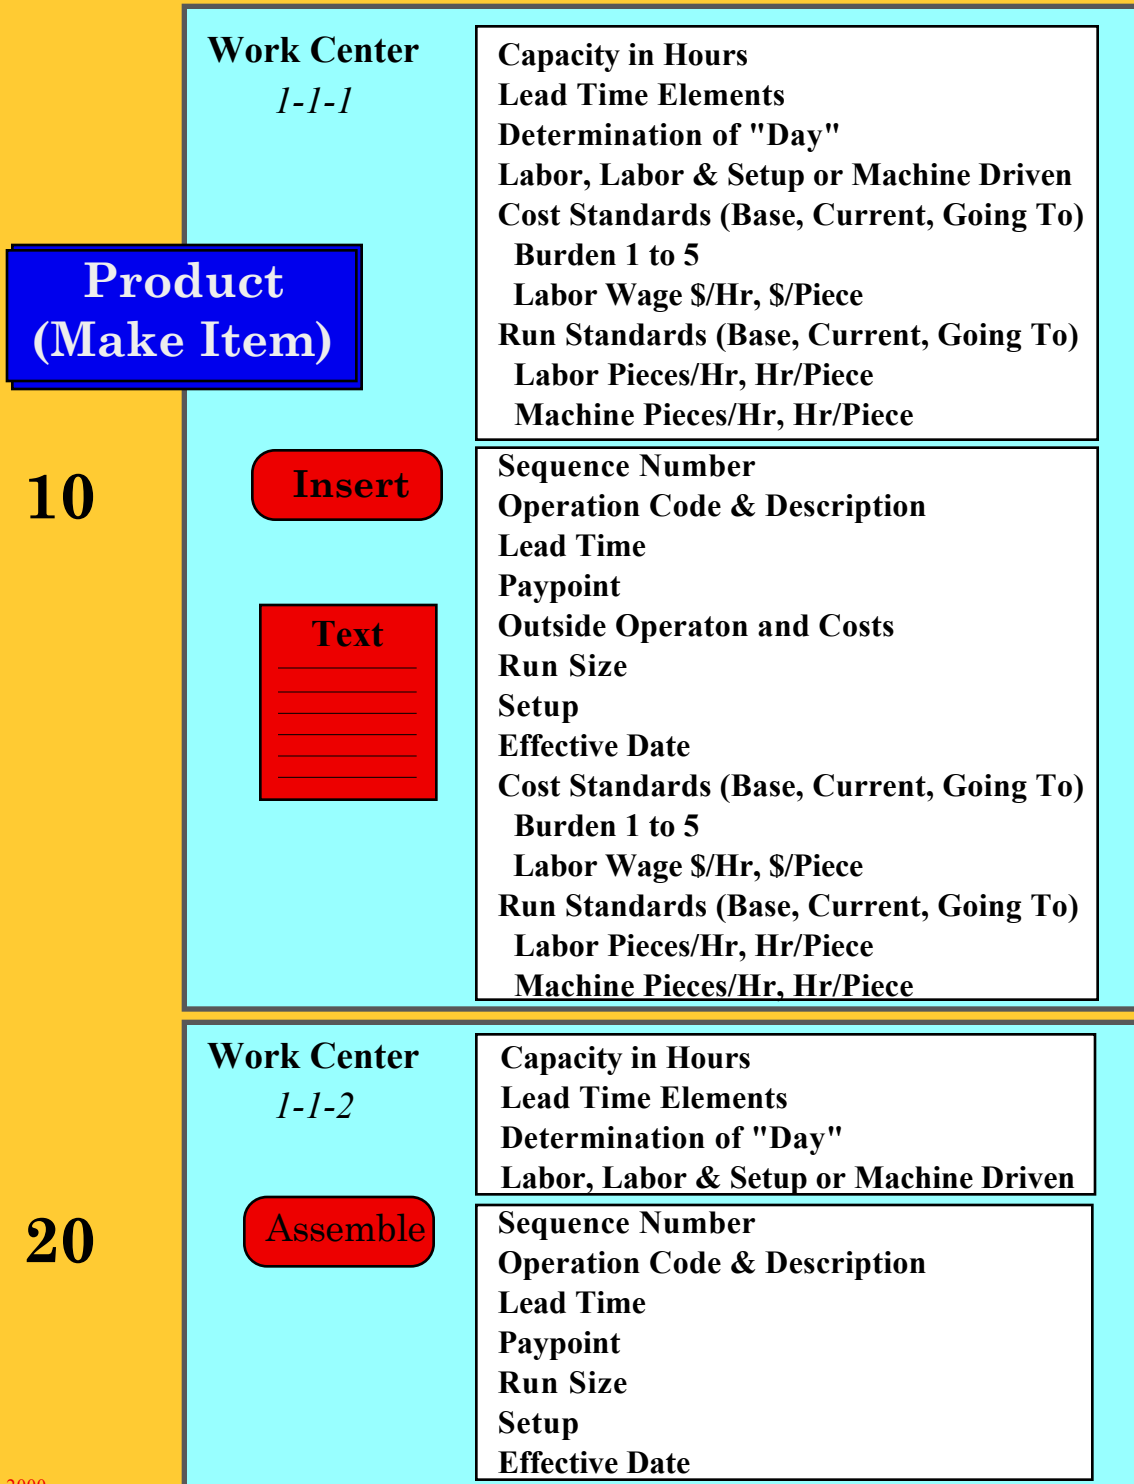 Work Center
1-1-1
Capacity in Hours
Lead Time Elements
Determination of "Day"
Labor, Labor & Setup or Machine Driven
Cost Standards (Base, Current, Going To)
Burden 1 to 5
Labor Wage $/Hr, $/Piece
Run Standards (Base, Current, Going To)
Labor Pieces/Hr, Hr/Piece
Machine Pieces/Hr, Hr/Piece
Product
(Make Item)
10
Insert
Text
Sequence Number
Operation Code & Description
Lead Time
Paypoint
Outside Operaton and Costs
Run Size
Setup
Effective Date
Cost Standards (Base, Current, Going To)
Burden 1 to 5
Labor Wage $/Hr, $/Piece
Run Standards (Base, Current, Going To)
Labor Pieces/Hr, Hr/Piece
Machine Pieces/Hr, Hr/Piece
Work Center
1-1-2
Capacity in Hours
Lead Time Elements
Determination of "Day"
Labor, Labor & Setup or Machine Driven
20
Assemble
Sequence Number
Operation Code & Description
Lead Time
Paypoint
Run Size
Setup
Effective Date